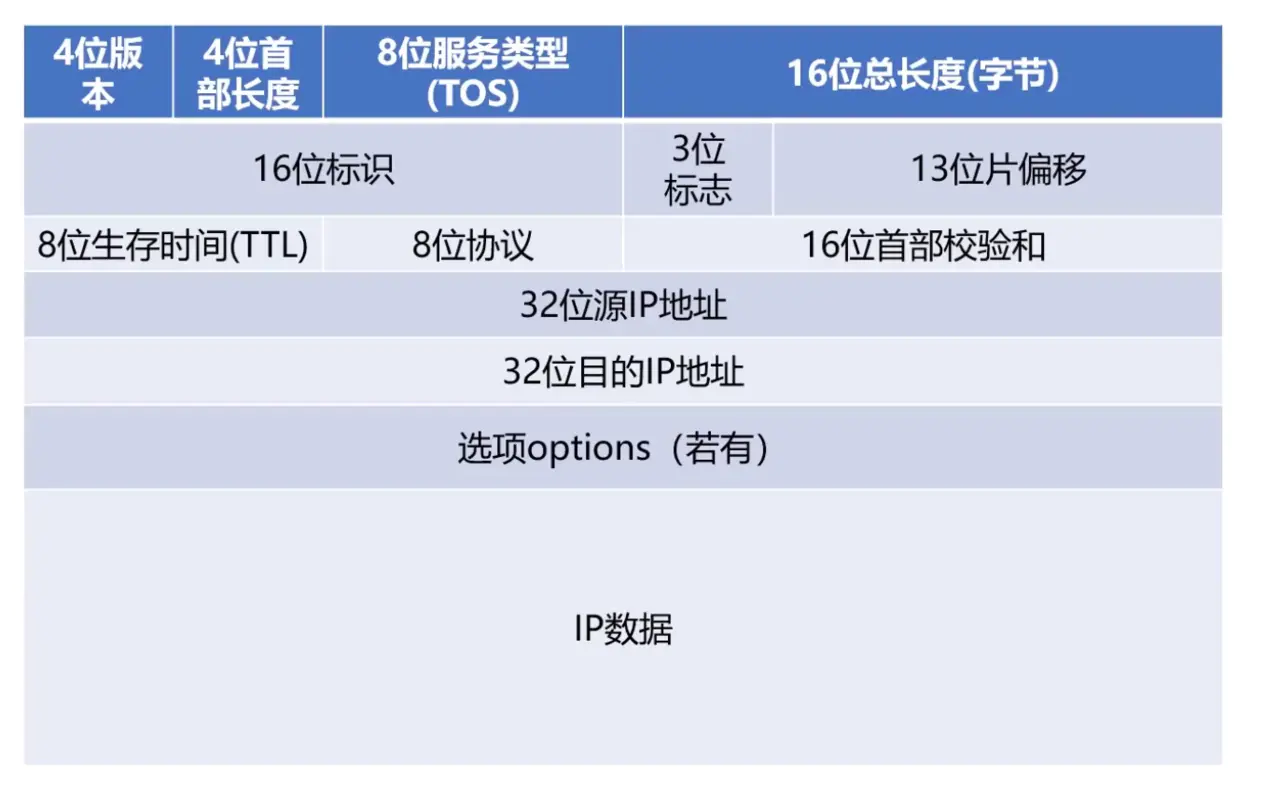 4位版
本
4位首
部长度
8位服务类型
(TOS)
16位总长度(字节)
16位标识
3位
标志
13位片偏移
8位生存时间(TTL)
8位协议
16位首部校验和
32位源IP地址
32位目的IP地址
选项options（若有）
IP数据